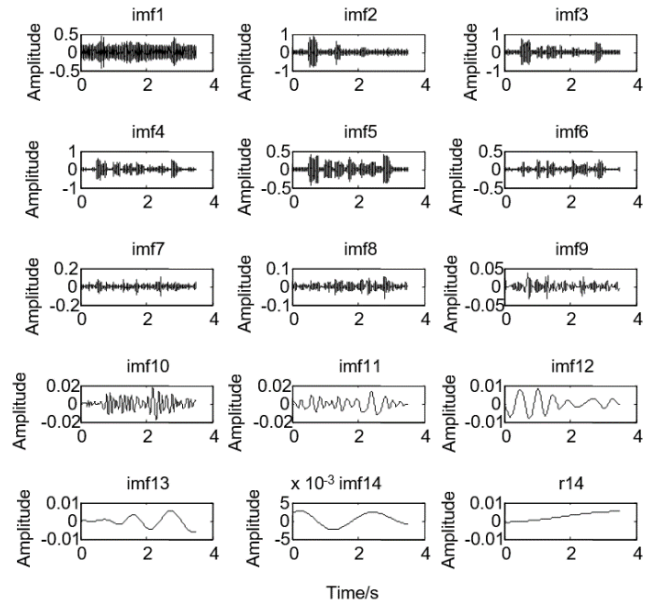 imf1 imf2 imf3
Amplitude 0.5 0 -0.5 0 2 4
Amplitude 1 0 -1 0 2 4
Amplitude 1 0 -1 0 2 4
imf4 imf5 imf6
Amplitude 1 0 -1 0 2 4
Amplitude 0.5 0 -0.5 0 2 4
Amplitude 0.5 0 -0.5 0 2 4
imf7 imf8 imf9
Amplitude 0.2 0 -0.2 0 2 4
Amplitude 0.1 0 -0.1 0 2 4
Amplitude 0.05 0 -0.05 0 2 4
imf10 imf11 imf12
Amplitude 0.02 0 -0.02 0 2 4
Amplitude 0.02 0 -0.02 0 2 4
Amplitude 0.01 0 -0.01 0 2 4
imf13 x 10-3 imf14 r14
Amplitude 0.01 0 -0.01 0 2 4
Amplitude 5 0 -5 0 2 4
Amplitude 0.01 0 -0.01 0 2 4
Time/s